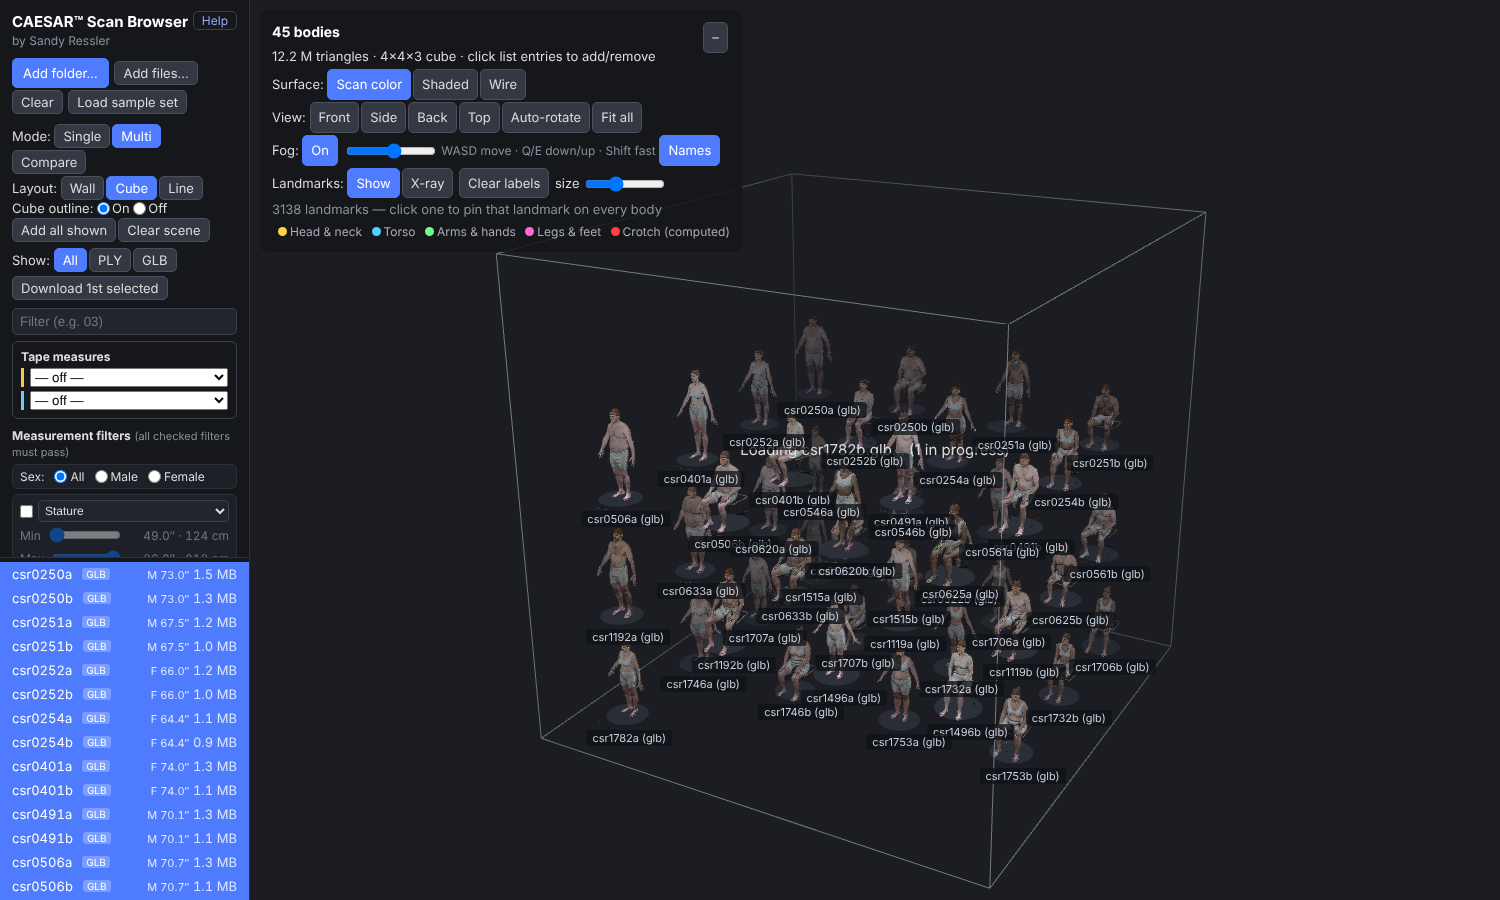 CAESAR™ Scan Browser Help
by Sandy Ressler
Add folder... Add files...
Clear Load sample set
Mode: Single Multi
Compare
Layout: Wall Cube Line
Cube outline: On Off
Add all shown Clear scene
Show: All PLY GLB
Download 1st selected
Filter (e.g. 03)
Tape measures
— off —
— off —
Measurement filters (all checked filters
must pass)
Sex: All Male Female
Stature
Min 49.0″ · 124 cm
csr0250a GLB M 73.0″ 1.5 MB
csr0250b GLB M 73.0″ 1.3 MB
csr0251a GLB M 67.5″ 1.2 MB
csr0251b GLB M 67.5″ 1.0 MB
csr0252a GLB F 66.0″ 1.2 MB
csr0252b GLB F 66.0″ 1.0 MB
csr0254a GLB F 64.4″ 1.1 MB
csr0254b GLB F 64.4″ 0.9 MB
csr0401a GLB F 74.0″ 1.3 MB
csr0401b GLB F 74.0″ 1.1 MB
csr0491a GLB M 70.1″ 1.3 MB
csr0491b GLB M 70.1″ 1.1 MB
csr0506a GLB M 70.7″ 1.3 MB
csr0506b GLB M 70.7″ 1.1 MB
45 bodies
–
12.2 M triangles · 4×4×3 cube · click list entries to add/remove
Surface: Scan color Shaded Wire
View: Front Side Back Top Auto-rotate Fit all
Fog: On WASD move · Q/E down/up · Shift fast Names
Landmarks: Show X-ray Clear labels size
3138 landmarks — click one to pin that landmark on every body
Head & neck Torso Arms & hands Legs & feet Crotch (computed)
csr0250a (glb)
csr0250b (glb)
csr0252a (glb)
csr0251a (glb)
Loading csr1782b.glb… (1 in progress)
csr0252b (glb)
csr0251b (glb)
csr0401a (glb)
csr0254a (glb)
csr0401b (glb)
csr0254b (glb)
csr0546a (glb)
csr0506a (glb)
csr0491a (glb)
csr0546b (glb)
csr0620a (glb)
csr0561a (glb)
csr0620b (glb)
csr0561b (glb)
csr0633a (glb)
csr1515a (glb)
csr0625a (glb)
csr0633b (glb)
csr1515b (glb)
csr0625b (glb)
csr1192a (glb)
csr1707a (glb)
csr1119a (glb)
csr1706a (glb)
csr1192b (glb)
csr1707b (glb)
csr1119b (glb)
csr1706b (glb)
csr1746a (glb)
csr1732a (glb)
csr1496a (glb)
csr1746b (glb)
csr1732b (glb)
csr1496b (glb)
csr1782a (glb)
csr1753a (glb)
csr1753b (glb)